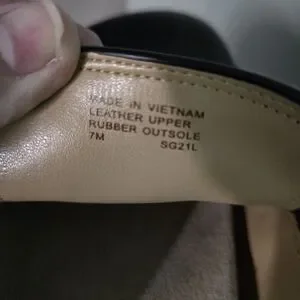 MADE IN VIETNAM
LEATHER UPPER
RUBBER OUTSOLE
7M SG21L